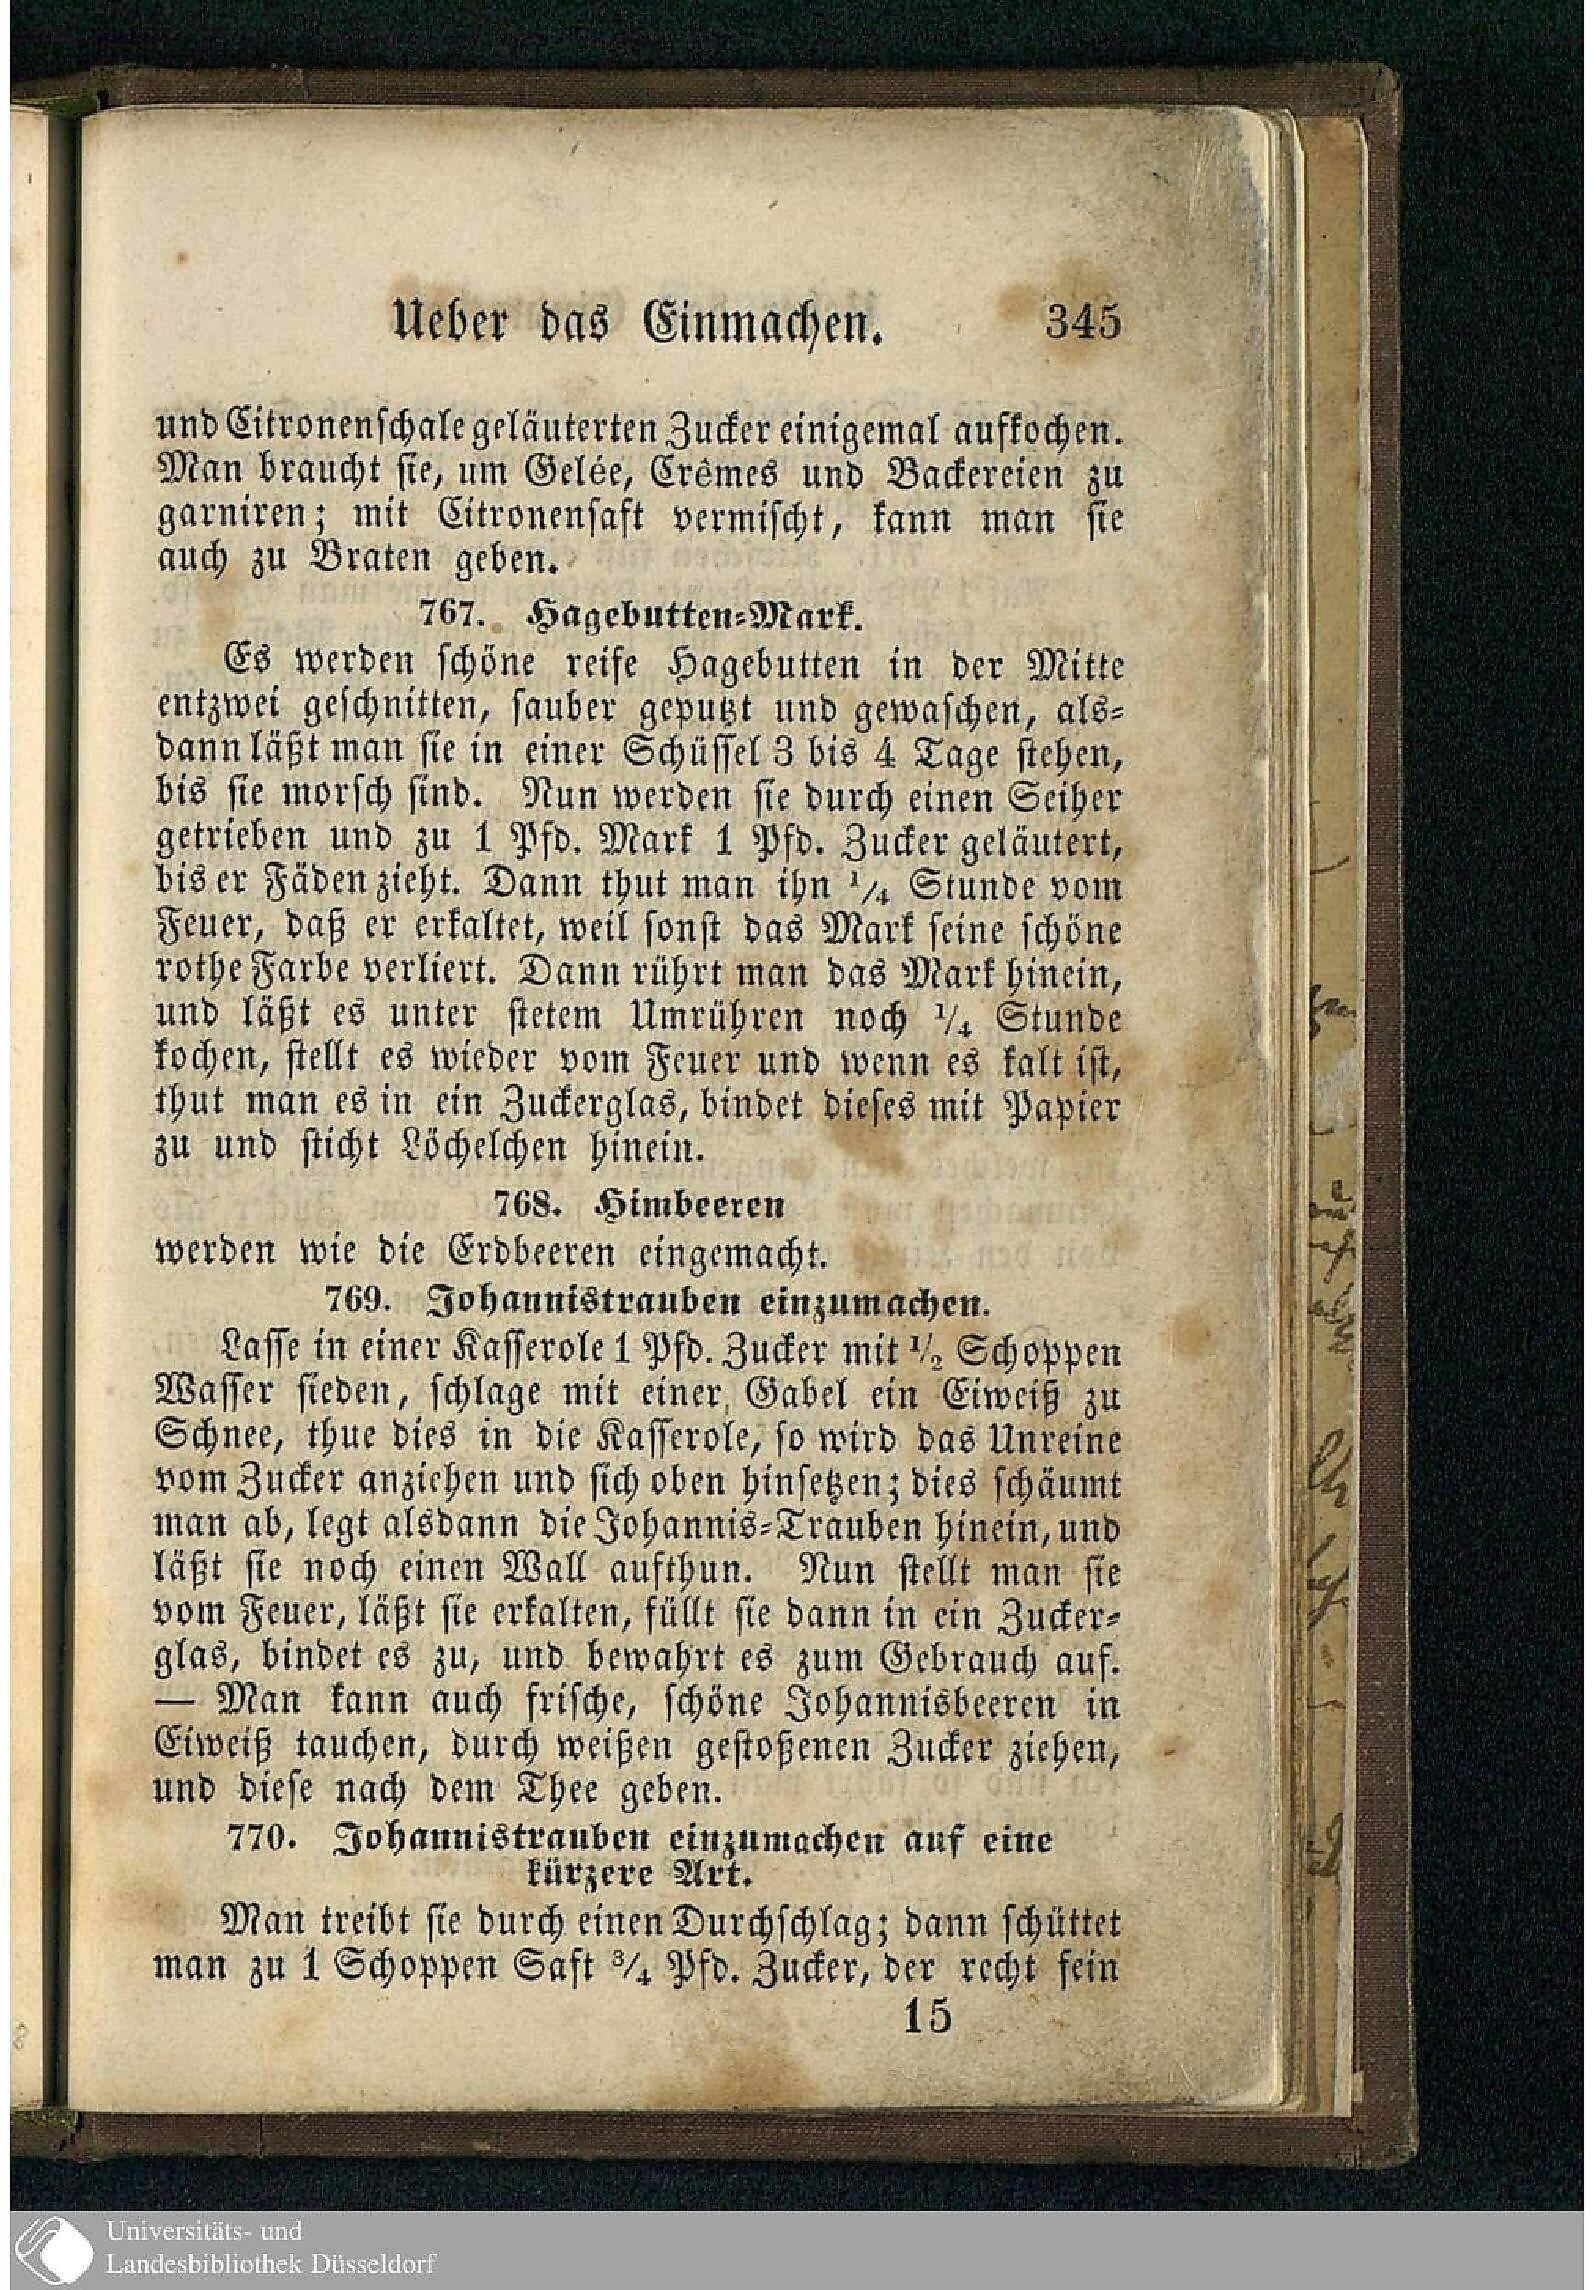 Ueber das Einmachen. 345
und Citronenschale geläuterten Zucker einigemal aufkochen.
Man braucht sie, um Gelée, Crêmes und Backereien zu
garniren; mit Citronensaft vermischt, kann man sie
auch zu Braten geben.
767. Hagebutten-Mark.
Es werden schöne reife Hagebutten in der Mitte
entzwei geschnitten, sauber geputzt und gewaschen, als-
dann läßt man sie in einer Schüssel 3 bis 4 Tage stehen,
bis sie morsch sind. Nun werden sie durch einen Seiher
getrieben und zu 1 Pfd. Mark 1 Pfd. Zucker geläutert,
bis er Fäden zieht. Dann thut man ihn 1/4 Stunde vom
Feuer, daß er erkaltet, weil sonst das Mark seine schöne
rothe Farbe verliert. Dann rührt man das Mark hinein,
und läßt es unter stetem Umrühren noch 1/4 Stunde
kochen, stellt es wieder vom Feuer und wenn es kalt ist,
thut man es in ein Zuckerglas, bindet dieses mit Papier
zu und sticht Löchelchen hinein.
768. Himbeeren
werden wie die Erdbeeren eingemacht.
769. Johannistrauben einzumachen.
Lasse in einer Kasserole 1 Pfd. Zucker mit 1/2 Schoppen
Wasser sieden, schlage mit einer Gabel ein Eiweiß zu
Schnee, thue dies in die Kasserole, so wird das Unreine
vom Zucker anziehen und sich oben hinsetzen; dies schäumt
man ab, legt alsdann die Johannis-Trauben hinein, und
läßt sie noch einen Wall aufthun. Nun stellt man sie
vom Feuer, läßt sie erkalten, füllt sie dann in ein Zucker-
glas, bindet es zu, und bewahrt es zum Gebrauch auf.
— Man kann auch frische, schöne Johannisbeeren in
Eiweiß tauchen, durch weißen gestoßenen Zucker ziehen,
und diese nach dem Thee geben.
770. Johannistrauben einzumachen auf eine
kürzere Art.
Man treibt sie durch einen Durchschlag; dann schüttet
man zu 1 Schoppen Saft 3/4 Pfd. Zucker, der recht fein
15
Universitäts- und
Landesbibliothek Düsseldorf